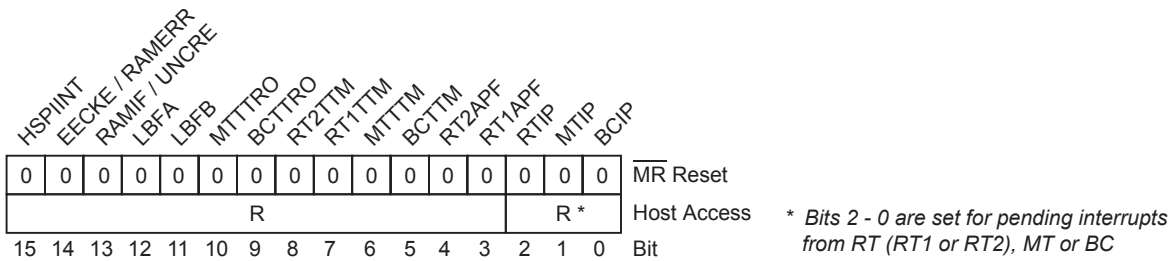 HSPIINT
EECKE / RAMERR
RAMIF / UNCRE
LBFA
LBFB
MTTTRO
BCTTRO
RT2TTM
RT1TTM
MTTTM
BCTTM
RT2APF
RT1APF
RTIP
MTIP
BCIP
0 0 0 0 0 0 0 0 0 0 0 0 0 0 0 0 MR Reset
R R * Host Access
15 14 13 12 11 10 9 8 7 6 5 4 3 2 1 0 Bit
* Bits 2 - 0 are set for pending interrupts
from RT (RT1 or RT2), MT or BC